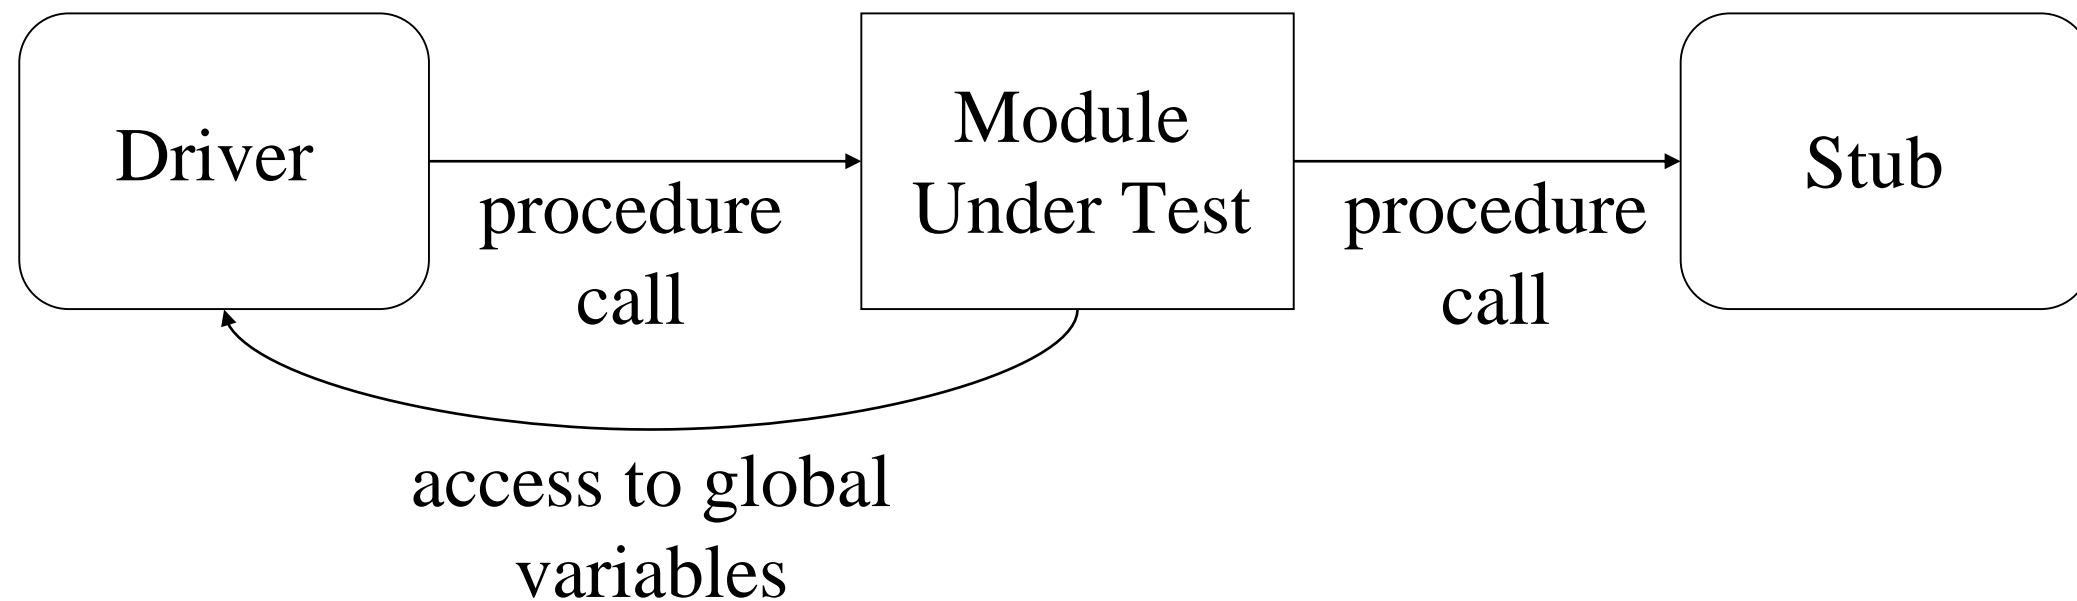 Driver
procedure
call
Module
Under Test
procedure
call
Stub
access to global
variables